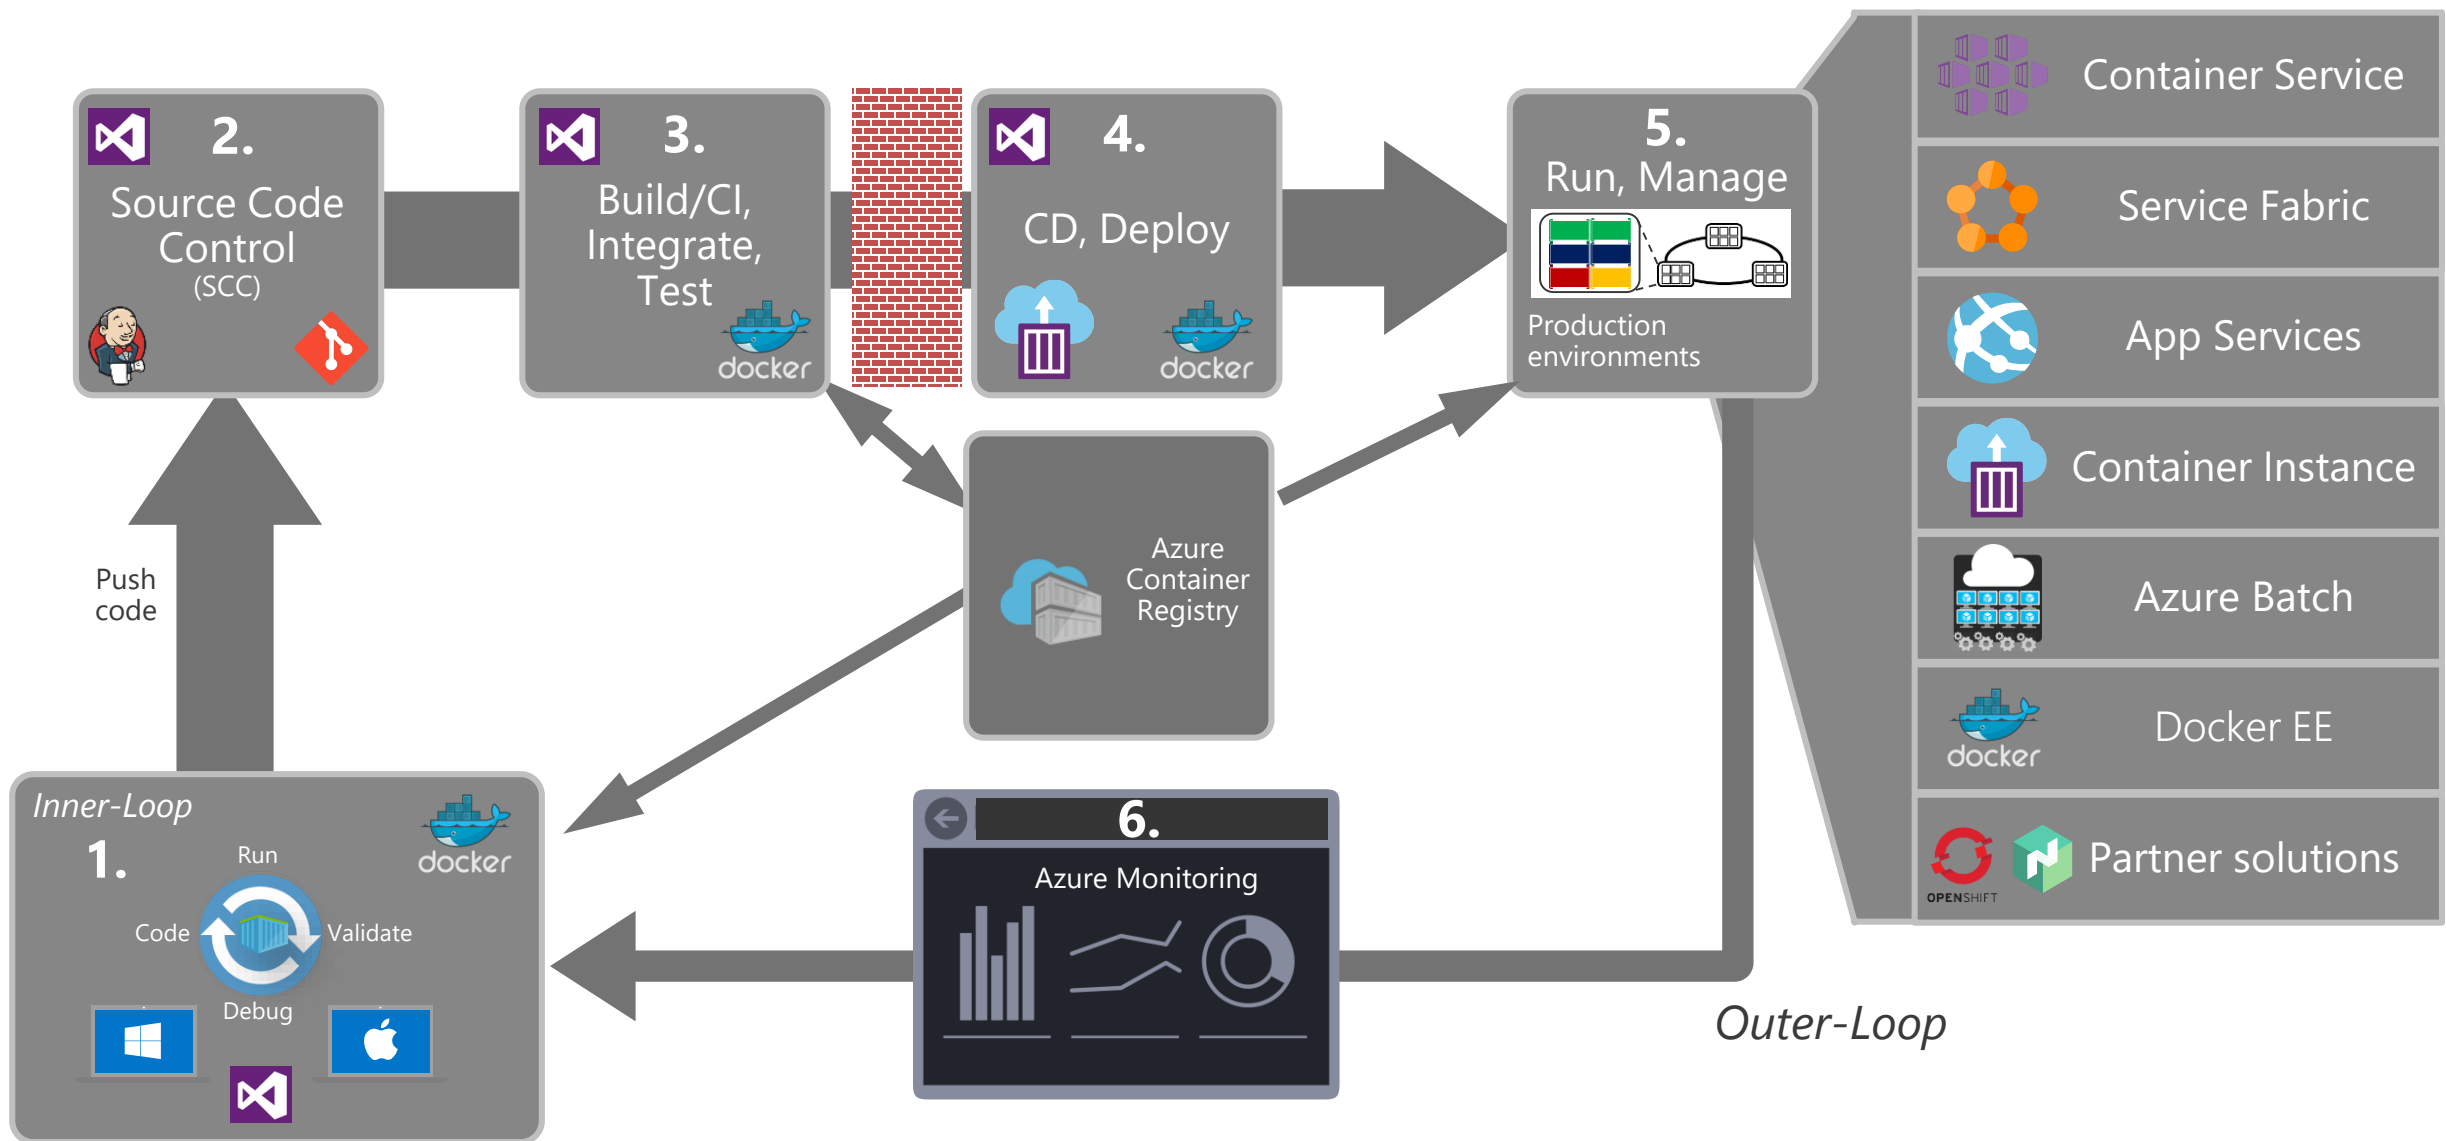 2.
Source Code
Control
(SCC)
3.
Build/CI,
Integrate,
Test
docker
4.
CD, Deploy
docker
5.
Run, Manage
Production
environments
Container Service
Service Fabric
App Services
Container Instance
Azure Batch
docker
Docker EE
OPENSHIFT
Partner solutions
Push
code
Azure
Container
Registry
Inner-Loop
1.
docker
Run
Code
Validate
Debug
6.
Azure Monitoring
Outer-Loop